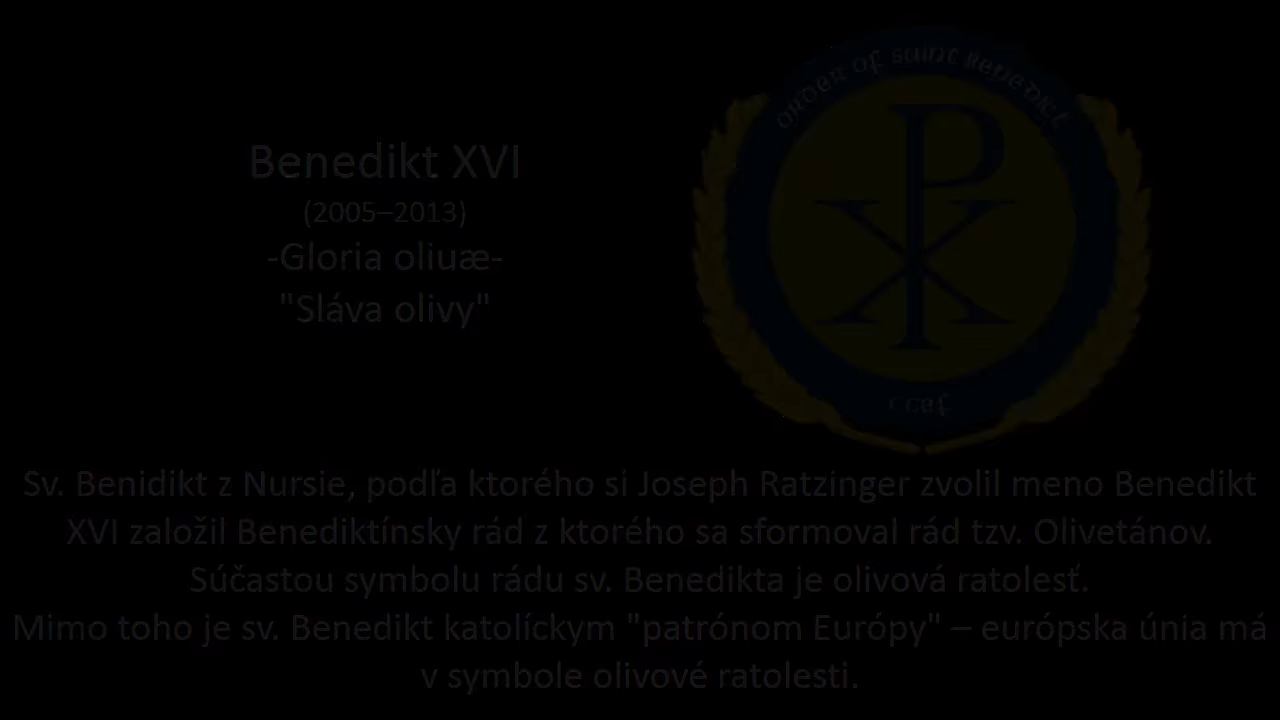 Benedikt XVI
(2005–2013)
-Gloria oliuæ-
"Sláva olivy"
ORDER OF SAINT BENEDICT
CCEF
Sv. Benidikt z Nursie, podľa ktorého si Joseph Ratzinger zvolil meno Benedikt
XVI založil Benediktínsky rád z ktorého sa sformoval rád tzv. Olivetánov.
Súčastou symbolu rádu sv. Benedikta je olivová ratolesť.
Mimo toho je sv. Benedikt katolíckym "patrónom Európy" – európska únia má
v symbole olivové ratolesti.